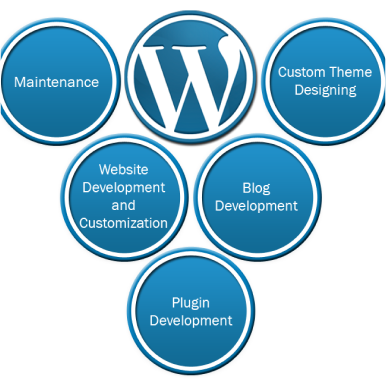 Maintenance
W
Custom Theme
Designing
Website
Development
and
Customization
Blog
Development
Plugin
Development